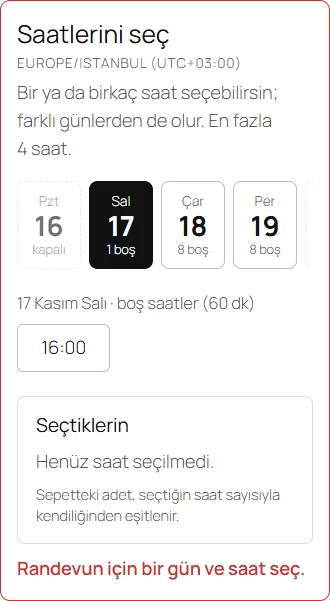 Saatlerini seç
EUROPE/ISTANBUL (UTC+03:00)
Bir ya da birkaç saat seçebilirsin;
farklı günlerden de olur. En fazla
4 saat.
Pzt Sal Çar Per
16 17 18 19
kapalı 1 boş 8 boş 8 boş
17 Kasım Salı · boş saatler (60 dk)
16:00
Seçtiklerin
Henüz saat seçilmedi.
Sepetteki adet, seçtiğin saat sayısıyla
kendiliğinden eşitlenir.
Randevun için bir gün ve saat seç.